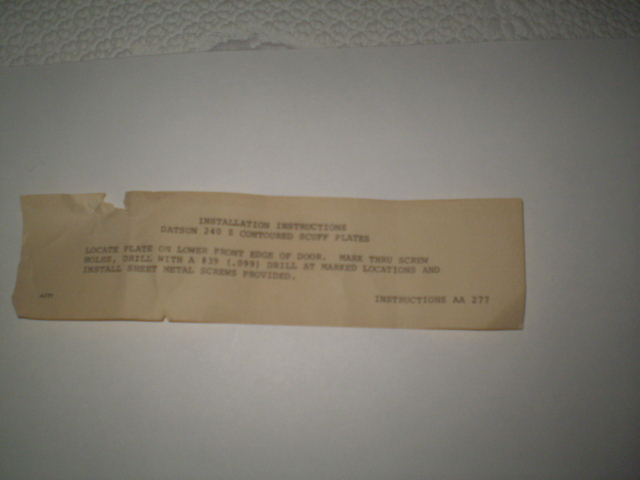 INSTALLATION INSTRUCTIONS
DATSUN 240 Z CONTOURED SCUFF PLATES
LOCATE PLATE ON LOWER FRONT EDGE OF DOOR. MARK THRU SCREW
HOLES, DRILL WITH A #39 (.099) DRILL AT MARKED LOCATIONS AND
INSTALL SHEET METAL SCREWS PROVIDED.
INSTRUCTIONS AA 277